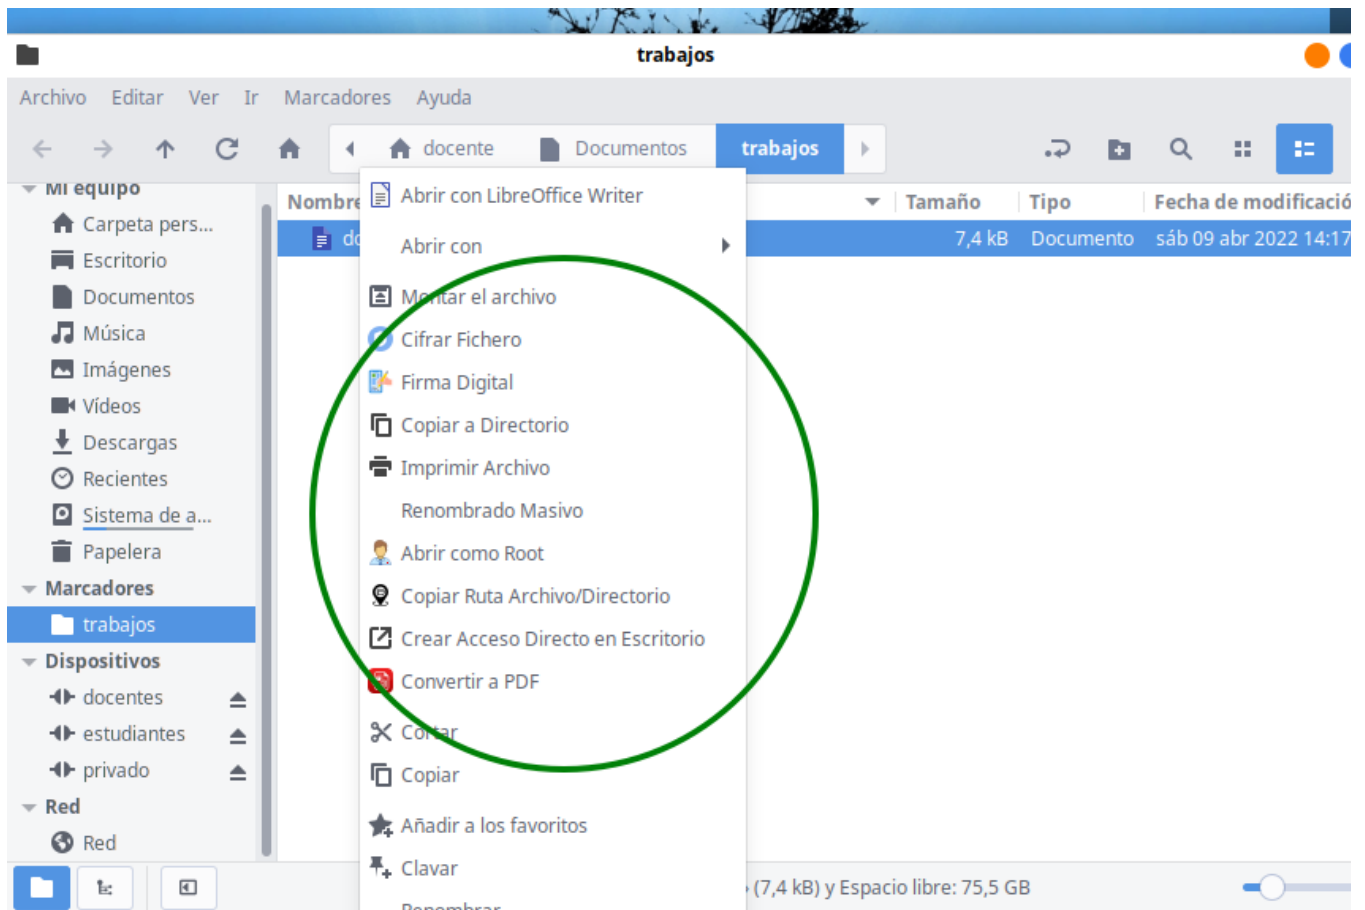 trabajos
Archivo Editar Ver Ir Marcadores Ayuda
docente Documentos trabajos
Mi equipo
Carpeta pers...
Escritorio
Documentos
Música
Imágenes
Vídeos
Descargas
Recientes
Sistema de a...
Papelera
Marcadores
trabajos
Dispositivos
docentes
estudiantes
privado
Red
Red
Nombre Tamaño Tipo Fecha de modificació
do 7,4 kB Documento sáb 09 abr 2022 14:17
Abrir con LibreOffice Writer
Abrir con
Montar el archivo
Cifrar Fichero
Firma Digital
Copiar a Directorio
Imprimir Archivo
Renombrado Masivo
Abrir como Root
Copiar Ruta Archivo/Directorio
Crear Acceso Directo en Escritorio
Convertir a PDF
Cortar
Copiar
Añadir a los favoritos
Clavar
Renombrar
(7,4 kB) y Espacio libre: 75,5 GB